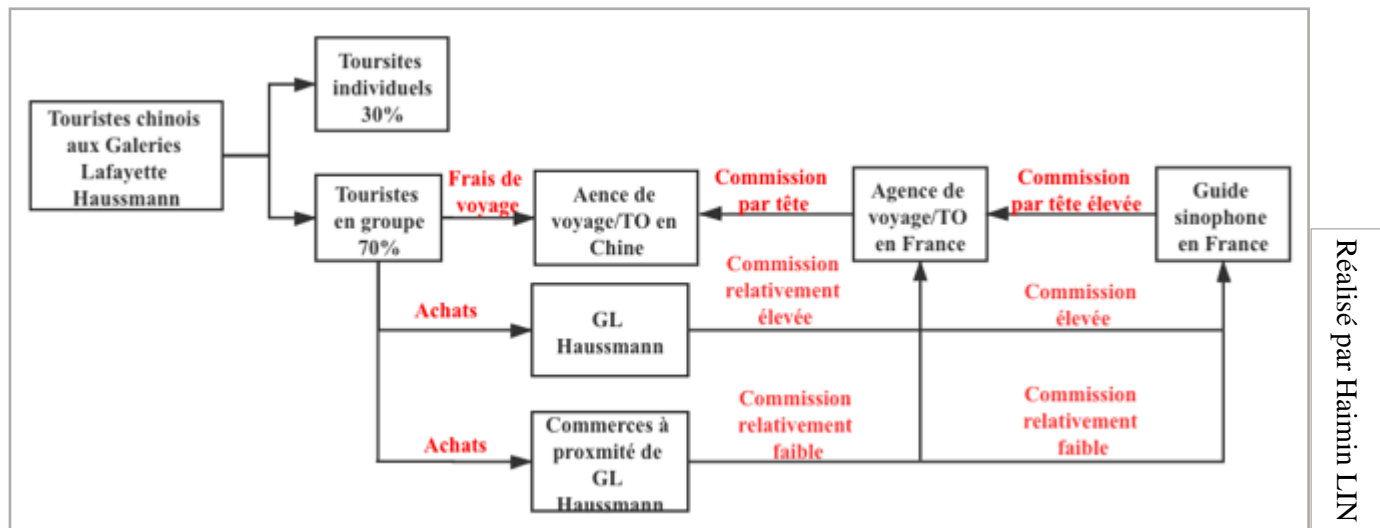 Toursites
individuels
30%
Touristes chinois
aux Galeries
Lafayette
Haussmann
Touristes
en groupe
70%
Frais de
voyage
Aence de
voyage/TO en
Chine
Commission
par tête
Agence de
voyage/TO
en France
Commission
par tête élevée
Guide
sinophone
en France
Achats
GL
Haussmann
Commission
relativement
élevée
Commission
élevée
Achats
Commerces à
proxmité de
GL
Haussmann
Commission
relativement
faible
Commission
relativement
faible
Réalisé par Haimin LIN